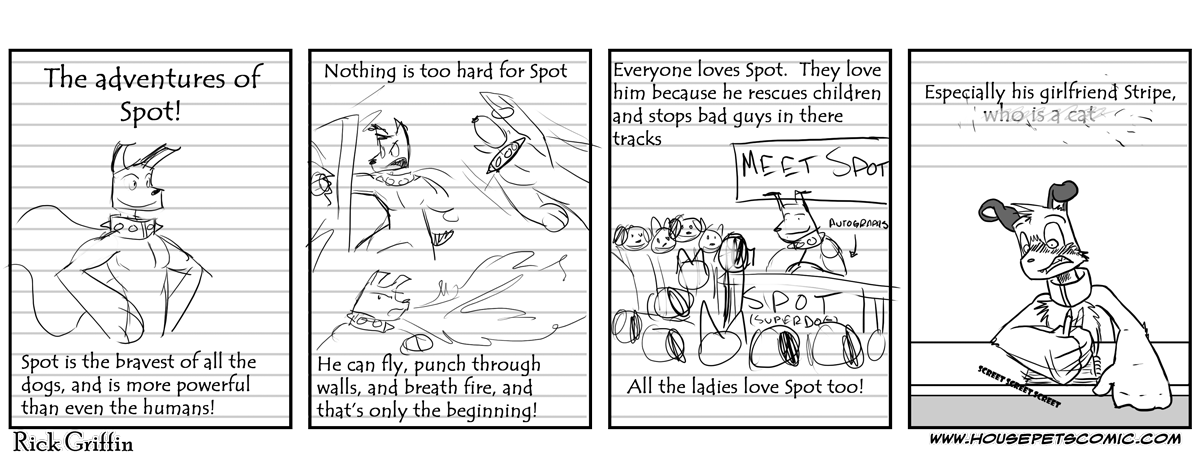 The adventures of
Spot!
Spot is the bravest of all the
dogs, and is more powerful
than even the humans!
Nothing is too hard for Spot
He can fly, punch through
walls, and breath fire, and
that's only the beginning!
Everyone loves Spot. They love
him because he rescues children
and stops bad guys in there
tracks
MEET SPOT
AUTOGRAPHS
SPOT
(SUPERDOG)
All the ladies love Spot too!
Especially his girlfriend Stripe,
who is a cat
SCREET SCREET SCREET
Rick Griffin
WWW.HOUSEPETSCOMIC.COM